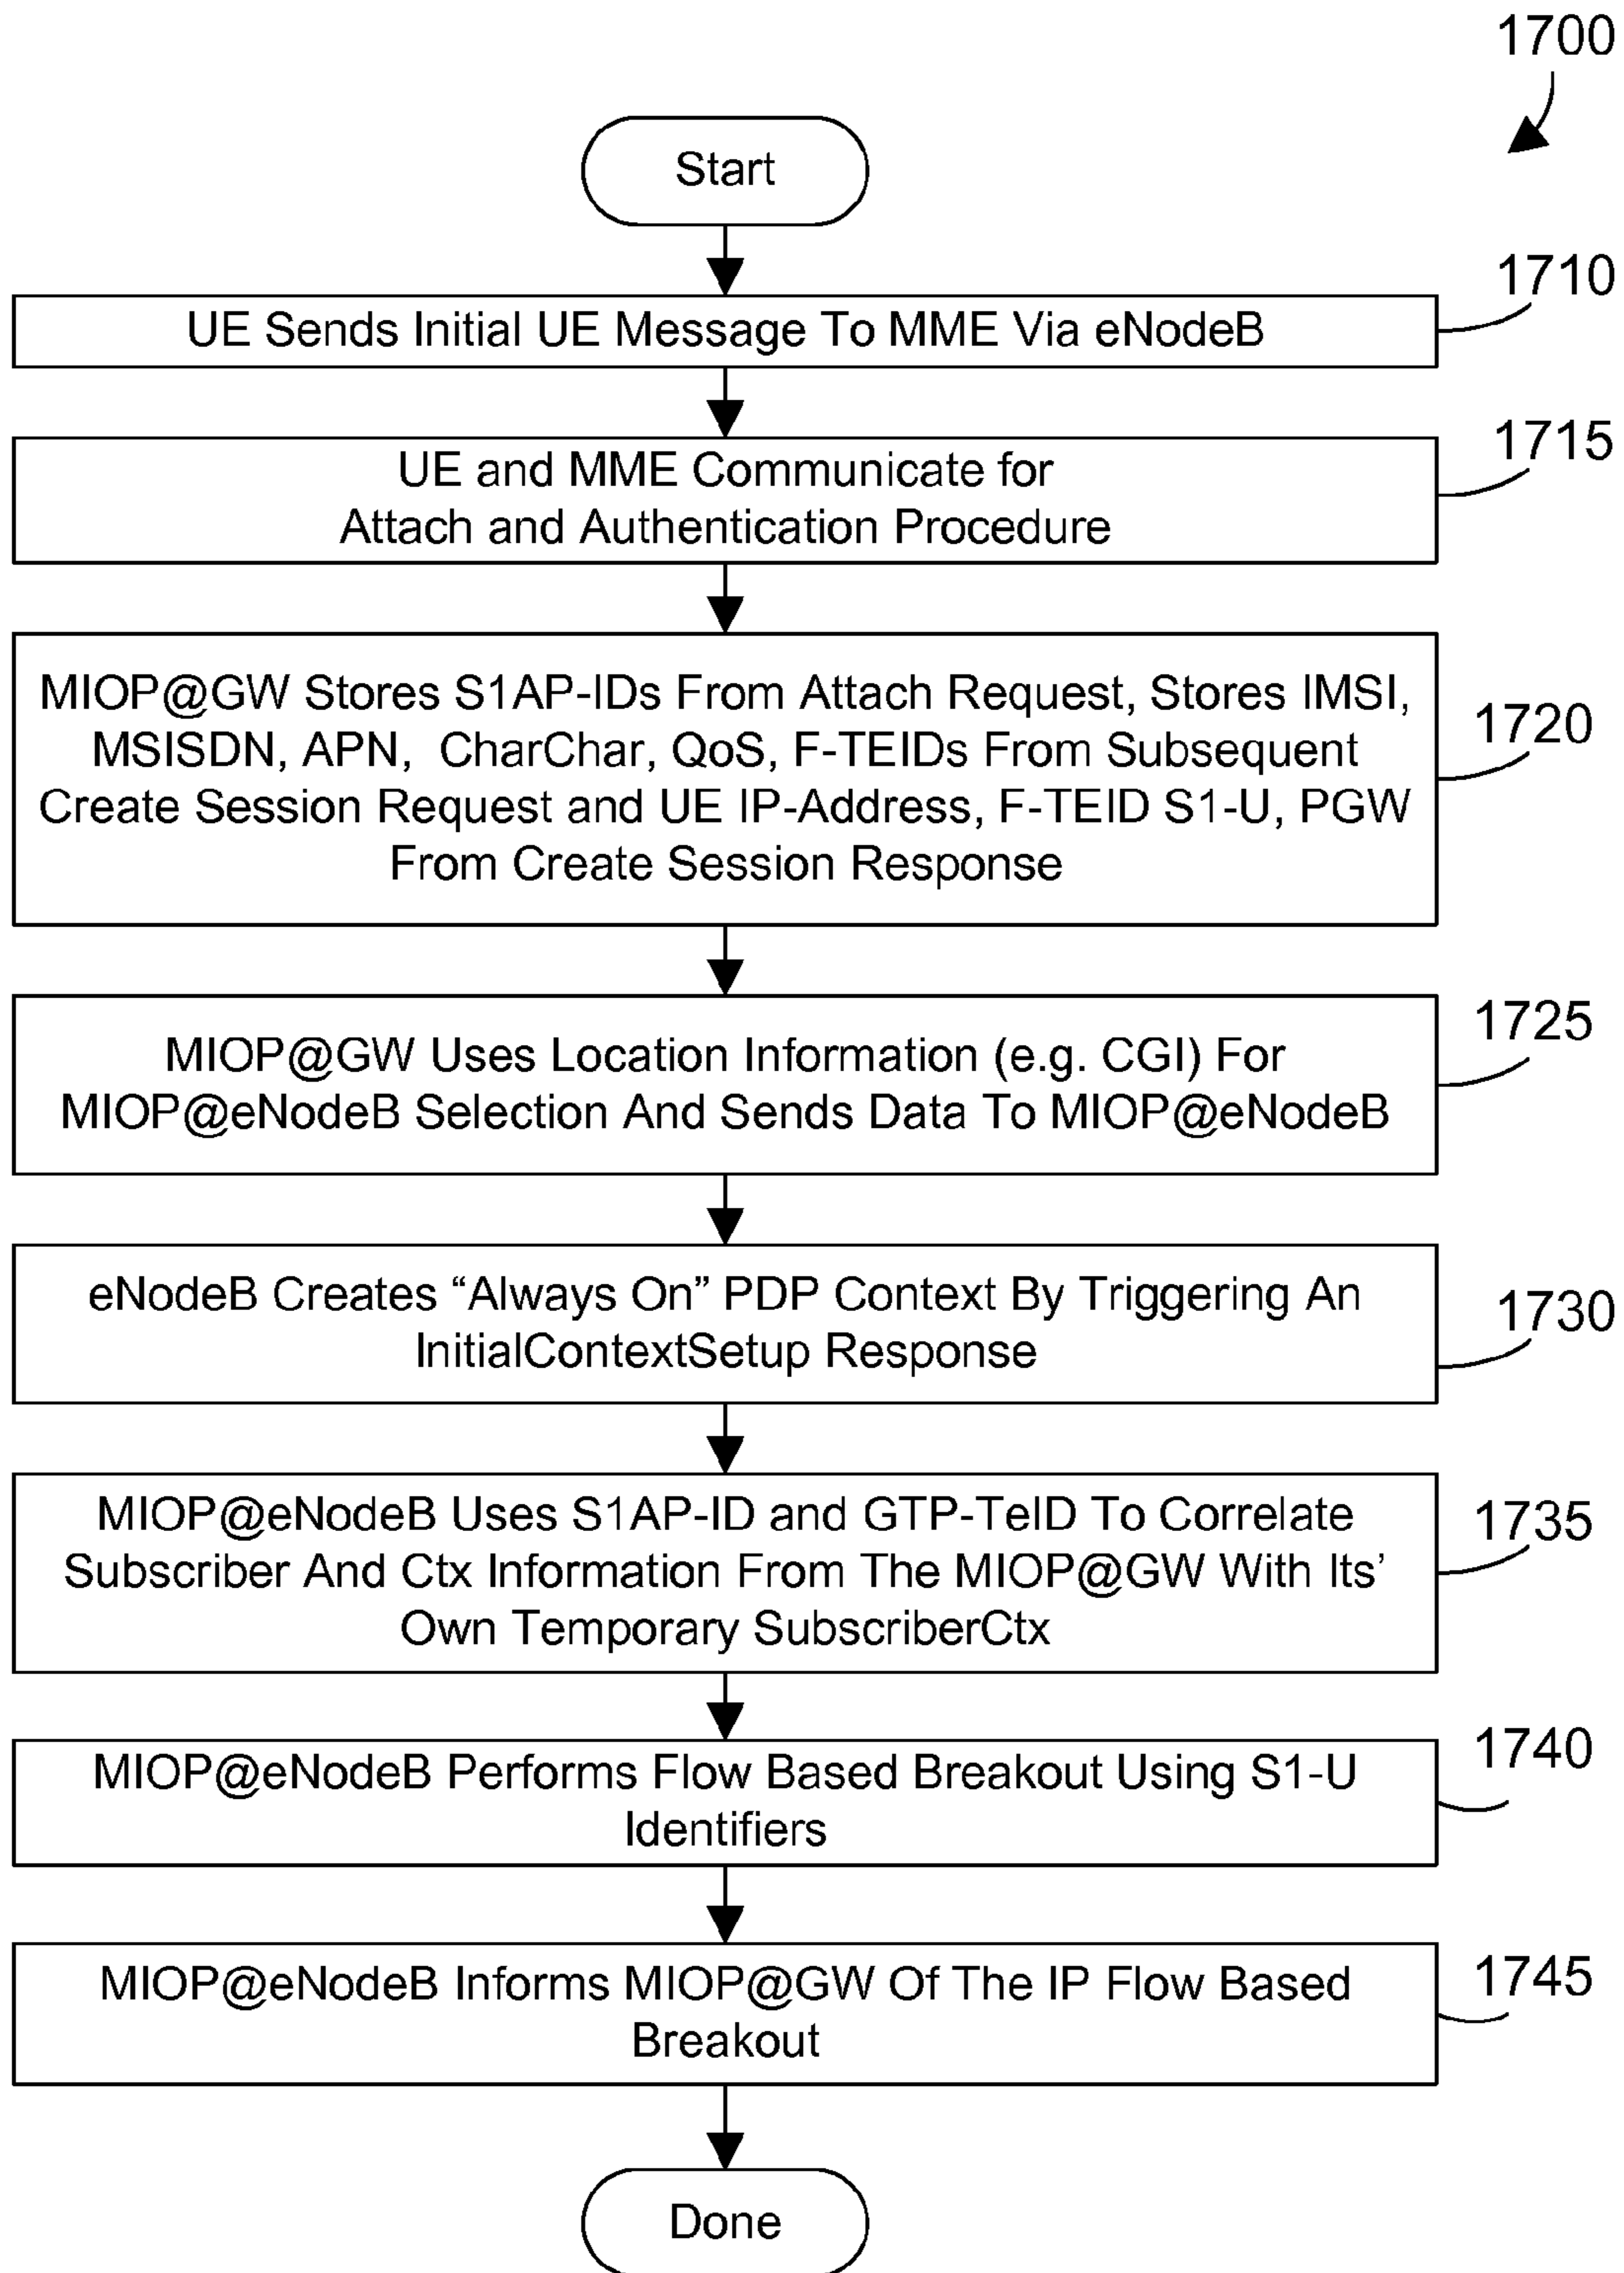 1700
Start
1710
UE Sends Initial UE Message To MME Via eNodeB
1715
UE and MME Communicate for
Attach and Authentication Procedure
1720
MIOP@GW Stores S1AP-IDs From Attach Request, Stores IMSI,
MSISDN, APN, CharChar, QoS, F-TEIDs From Subsequent
Create Session Request and UE IP-Address, F-TEID S1-U, PGW
From Create Session Response
1725
MIOP@GW Uses Location Information (e.g. CGI) For
MIOP@eNodeB Selection And Sends Data To MIOP@eNodeB
1730
eNodeB Creates “Always On” PDP Context By Triggering An
InitialContextSetup Response
1735
MIOP@eNodeB Uses S1AP-ID and GTP-TeID To Correlate
Subscriber And Ctx Information From The MIOP@GW With Its’
Own Temporary SubscriberCtx
1740
MIOP@eNodeB Performs Flow Based Breakout Using S1-U
Identifiers
1745
MIOP@eNodeB Informs MIOP@GW Of The IP Flow Based
Breakout
Done